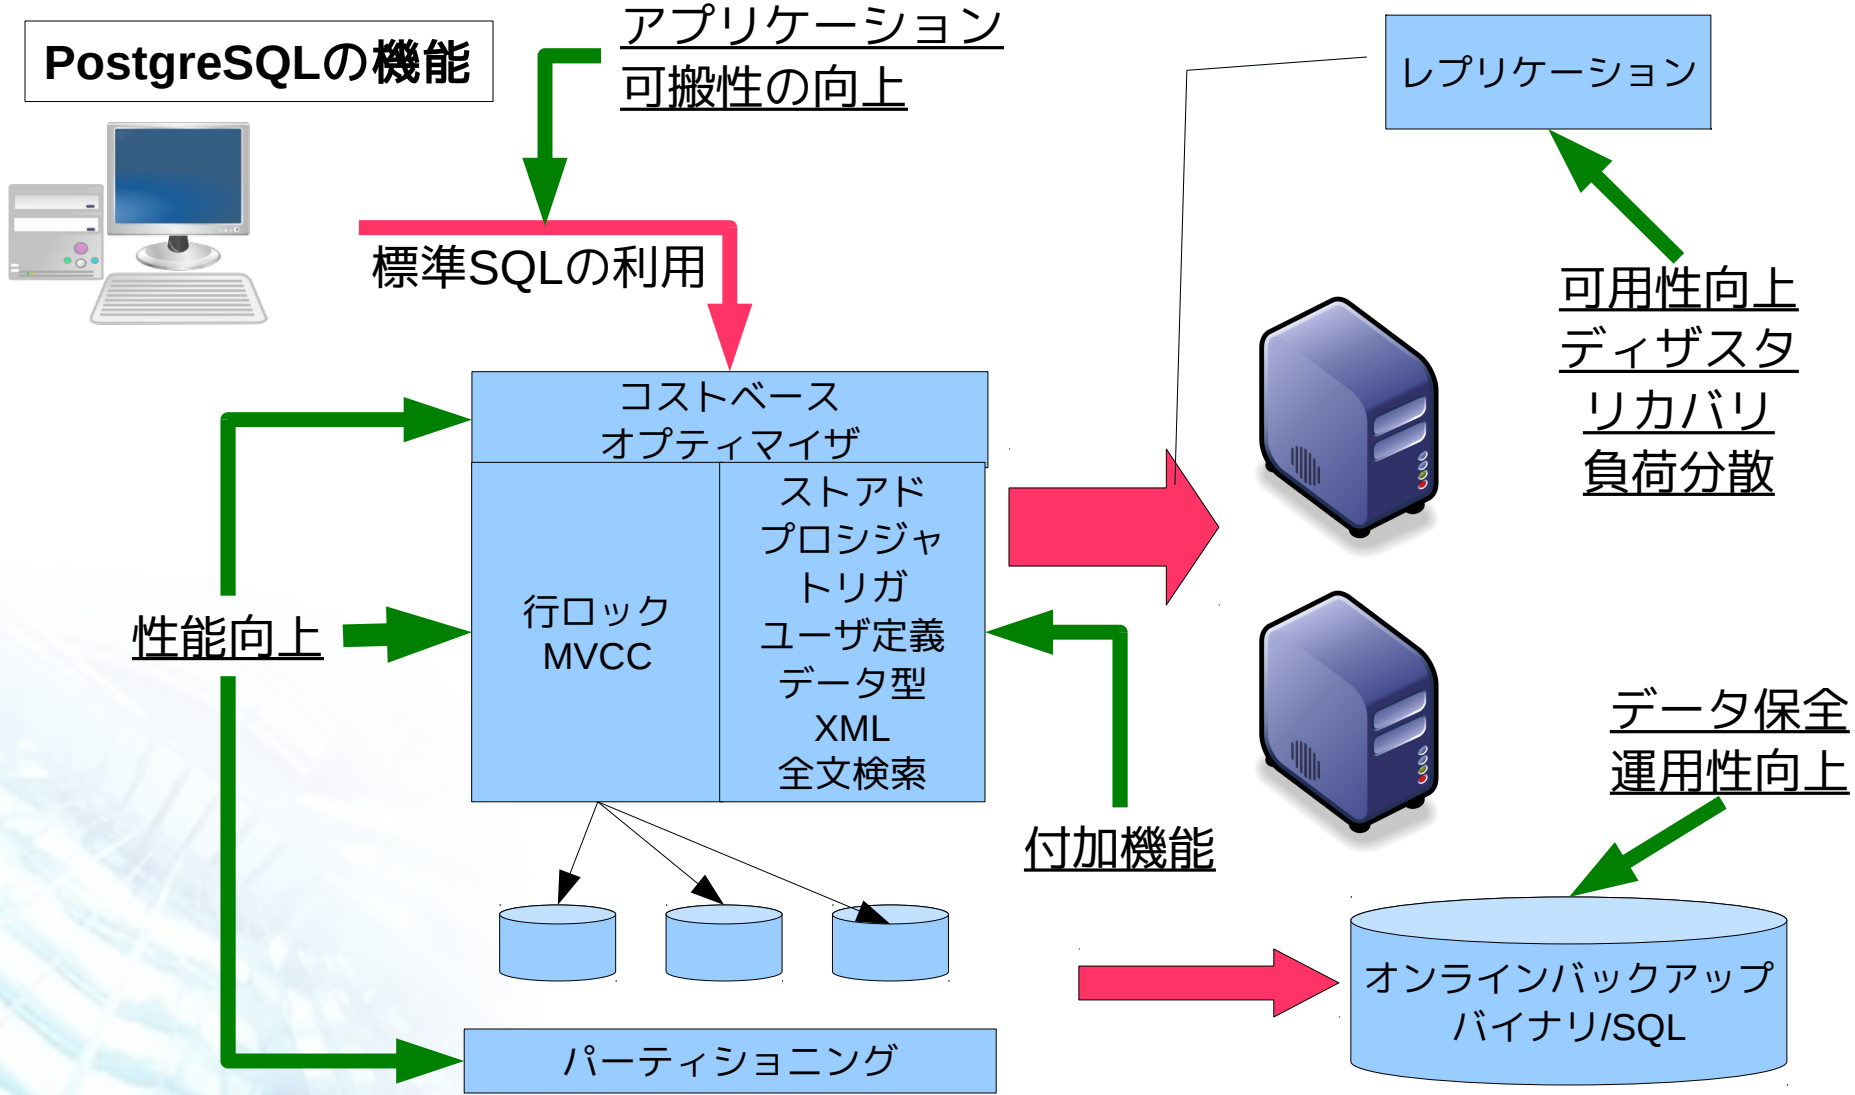 PostgreSQLの機能
アプリケーション
可搬性の向上
レプリケーション
標準SQLの利用
可用性向上
ディザスタ
リカバリ
負荷分散
コストベース
オプティマイザ
行ロック
MVCC
ストアド
プロシジャ
トリガ
ユーザ定義
データ型
XML
全文検索
性能向上
付加機能
データ保全
運用性向上
オンラインバックアップ
バイナリ/SQL
パーティショニング